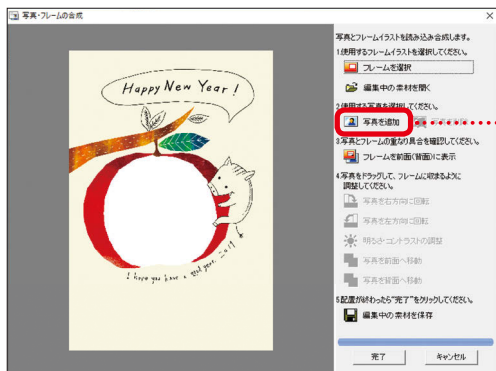 写真・フレームの合成
Happy New Year!
I hope you have a good year. 2019
写真とフレームイラストを読み込み合成します。
1.使用するフレームイラストを選択してください。
フレームを選択
編集中の素材を開く
2.使用する写真を選択してください。
写真を追加
3.写真とフレームの重なり具合を確認してください。
フレームを前面(背面)に表示
4.写真をドラッグして、フレームに収まるように
調整してください。
写真を右方向に回転
写真を左方向に回転
明るさ・コントラストの調整
写真を前面へ移動
写真を背面へ移動
5.配置が終わったら"完了"をクリックしてください。
編集中の素材を保存
完了
キャンセル